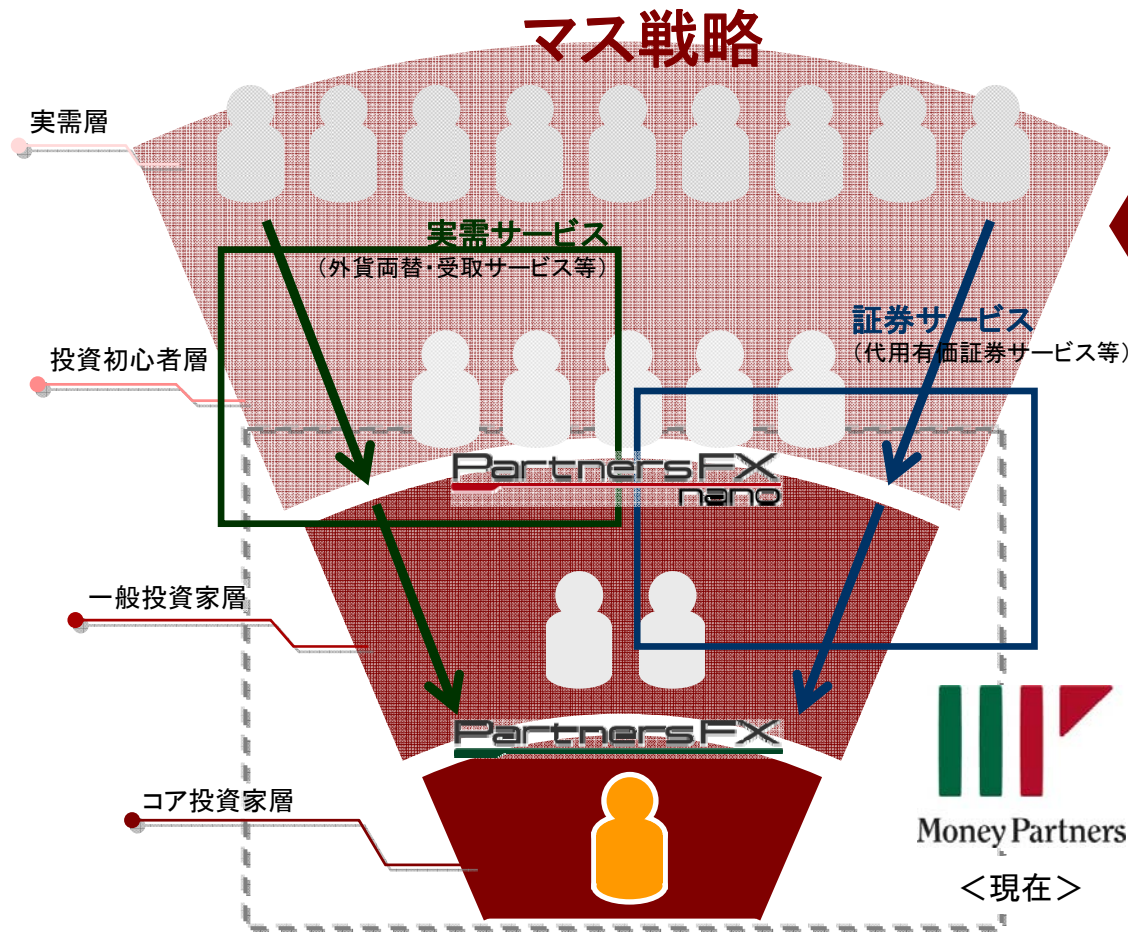 マス戦略
実需層
実需サービス
(外貨両替・受取サービス等)
証券サービス
(代用有価証券サービス等)
投資初心者層
PartnersFX
nano
一般投資家層
PartnersFX
コア投資家層
Money Partners
＜現在＞